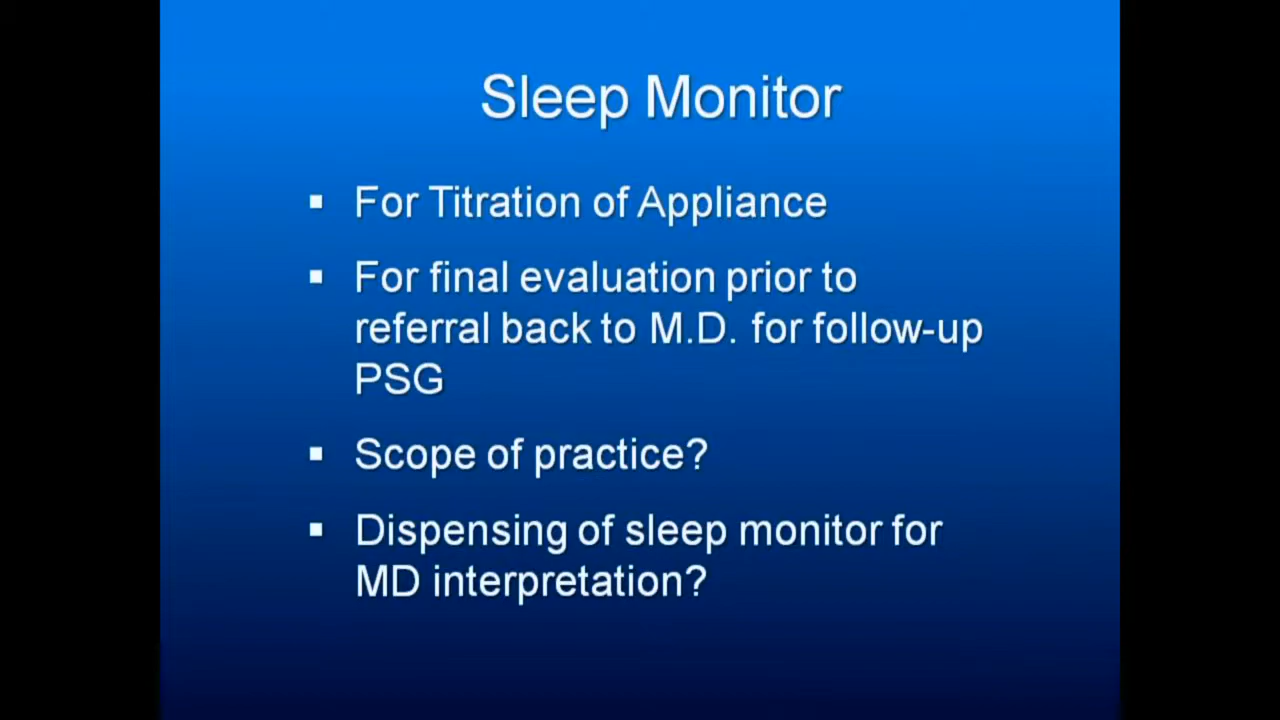 Sleep Monitor
▪ For Titration of Appliance
▪ For final evaluation prior to
referral back to M.D. for follow-up
PSG
▪ Scope of practice?
▪ Dispensing of sleep monitor for
MD interpretation?